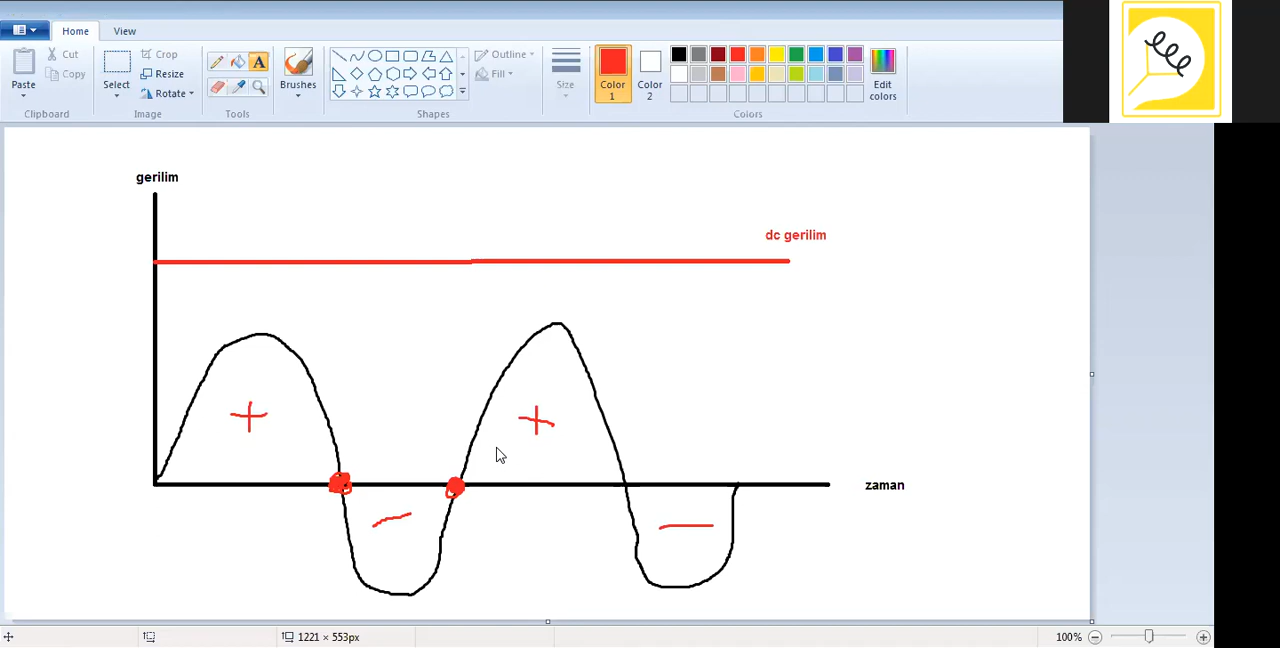 Home
View
Paste
Cut
Copy
Clipboard
Select
Crop
Resize
Rotate
Image
A
Tools
Brushes
Outline
Fill
Shapes
Size
Color 1
Color 2
Edit colors
Colors
gerilim
dc gerilim
+
+
zaman
-
-
1221 × 553px
100%